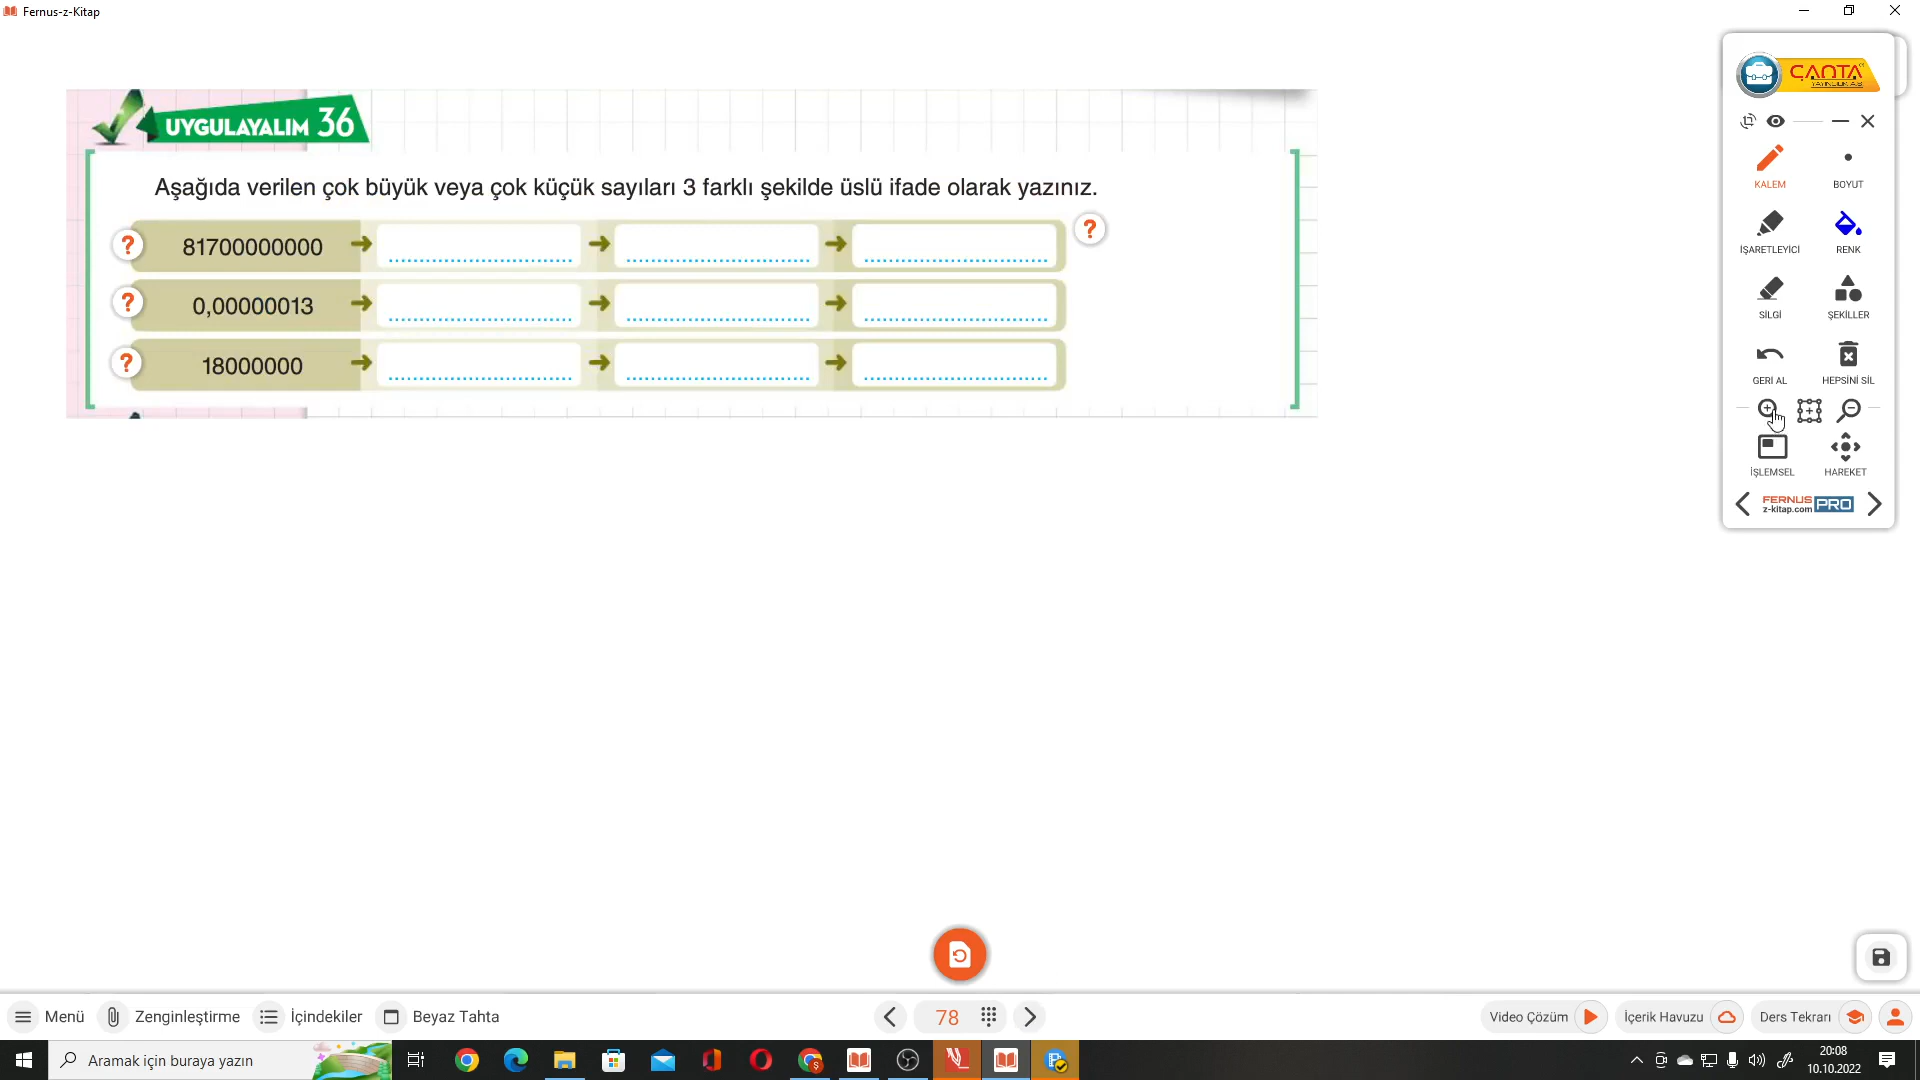 Fernus-z-Kitap
ÇANTA
YAYINCILIK A.Ş.
UYGULAYALIM 36
Aşağıda verilen çok büyük veya çok küçük sayıları 3 farklı şekilde üslü ifade olarak yazınız.
? 81700000000 ➔ .............................. ➔ .............................. ➔ .............................. ?
? 0,00000013 ➔ .............................. ➔ .............................. ➔ ..............................
? 18000000 ➔ .............................. ➔ .............................. ➔ ..............................
KALEM BOYUT
İŞARETLEYİCİ RENK
SİLGİ ŞEKİLLER
GERİ AL HEPSİNİ SİL
İŞLEMSEL HAREKET
FERNUS PRO
z-kitap.com
Menü Zenginleştirme İçindekiler Beyaz Tahta 78 Video Çözüm İçerik Havuzu Ders Tekrarı
Aramak için buraya yazın
20:08
10.10.2022